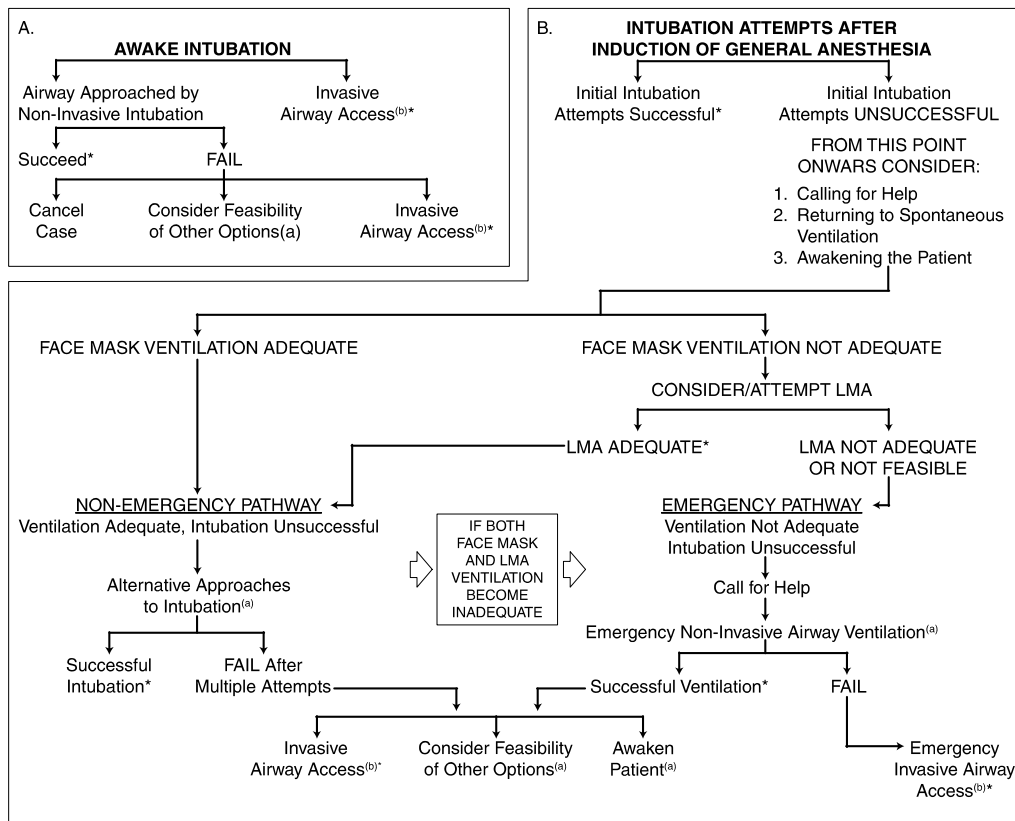 A.
AWAKE INTUBATION
Airway Approached by
Non-Invasive Intubation
Invasive
Airway Access(b)*
Succeed*
FAIL
Cancel
Case
Consider Feasibility
of Other Options(a)
Invasive
Airway Access(b)*
B.
INTUBATION ATTEMPTS AFTER
INDUCTION OF GENERAL ANESTHESIA
Initial Intubation
Attempts Successful*
Initial Intubation
Attempts UNSUCCESSFUL
FROM THIS POINT
ONWARS CONSIDER:
1. Calling for Help
2. Returning to Spontaneous
Ventilation
3. Awakening the Patient
FACE MASK VENTILATION ADEQUATE
FACE MASK VENTILATION NOT ADEQUATE
CONSIDER/ATTEMPT LMA
LMA ADEQUATE*
LMA NOT ADEQUATE
OR NOT FEASIBLE
NON-EMERGENCY PATHWAY
Ventilation Adequate, Intubation Unsuccessful
EMERGENCY PATHWAY
Ventilation Not Adequate
Intubation Unsuccessful
IF BOTH
FACE MASK
AND LMA
VENTILATION
BECOME
INADEQUATE
Alternative Approaches
to Intubation(a)
Call for Help
Emergency Non-Invasive Airway Ventilation(a)
Successful
Intubation*
FAIL After
Multiple Attempts
Successful Ventilation*
FAIL
Invasive
Airway Access(b)*
Consider Feasibility
of Other Options(a)
Awaken
Patient(a)
Emergency
Invasive Airway
Access(b)*